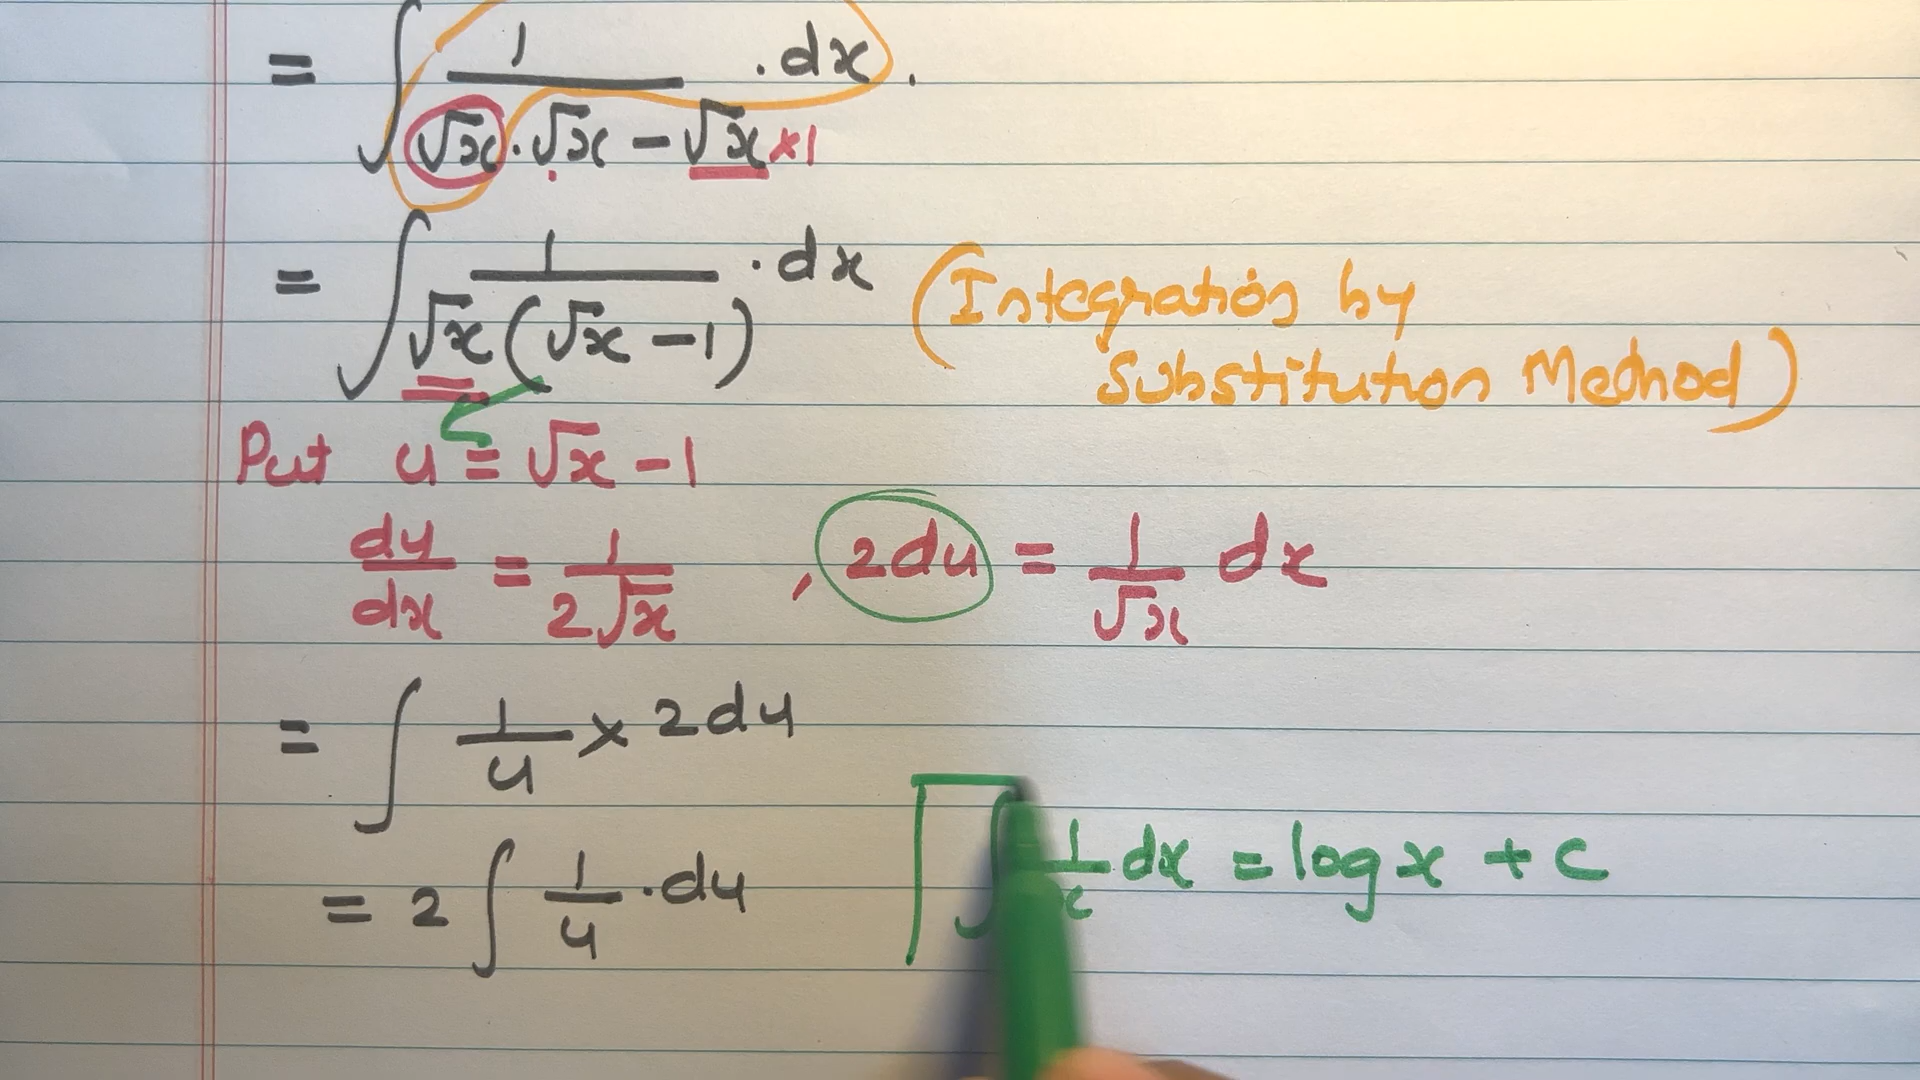 = ∫ 1/(√x · √x − √x ×1) . dx .
= ∫ 1/(√x (√x − 1)) · dx (Integration by
Substitution Method)
Put u = √x − 1
du/dx = 1/(2√x) , 2du = 1/√x dx
= ∫ 1/u × 2du
= 2 ∫ 1/u · du
∫ 1/x dx = log x + c